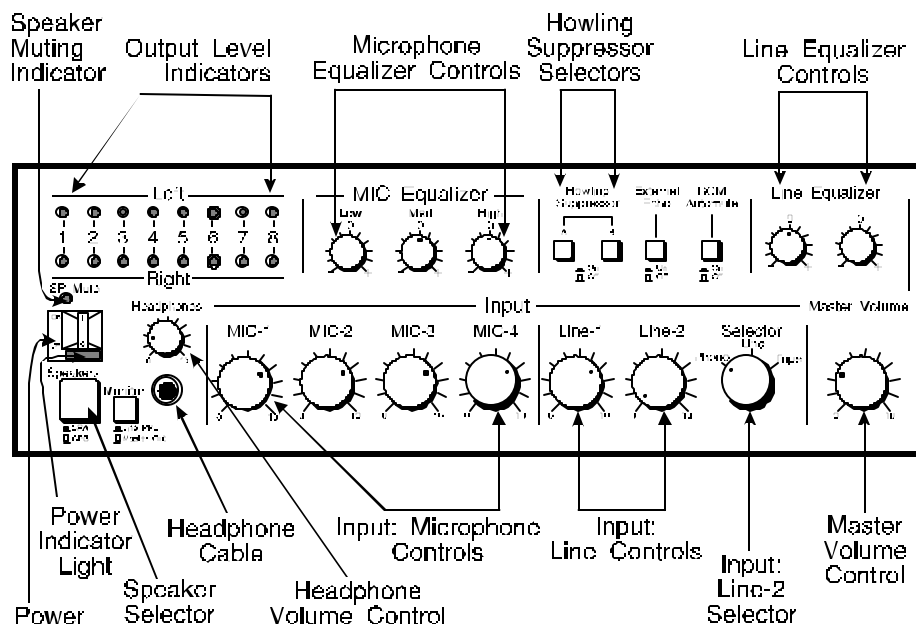 Speaker
Muting
Indicator
Output Level
Indicators
Microphone
Equalizer Controls
Howling
Suppressor
Selectors
Line Equalizer
Controls
Left
1 2 3 4 5 6 7 8
Right
MIC Equalizer
Low
High
Howling
Suppressor
External
Line Equalizer
Headphones
Input
Master Volume
MIC-1
MIC-2
MIC-3
MIC-4
Line-1
Line-2
Selector
Speakers
Monitor
Power
Indicator
Light
Headphone
Cable
Input: Microphone
Controls
Input:
Line Controls
Master
Volume
Control
Input:
Line-2
Selector
Speaker
Selector
Headphone
Volume Control
Power